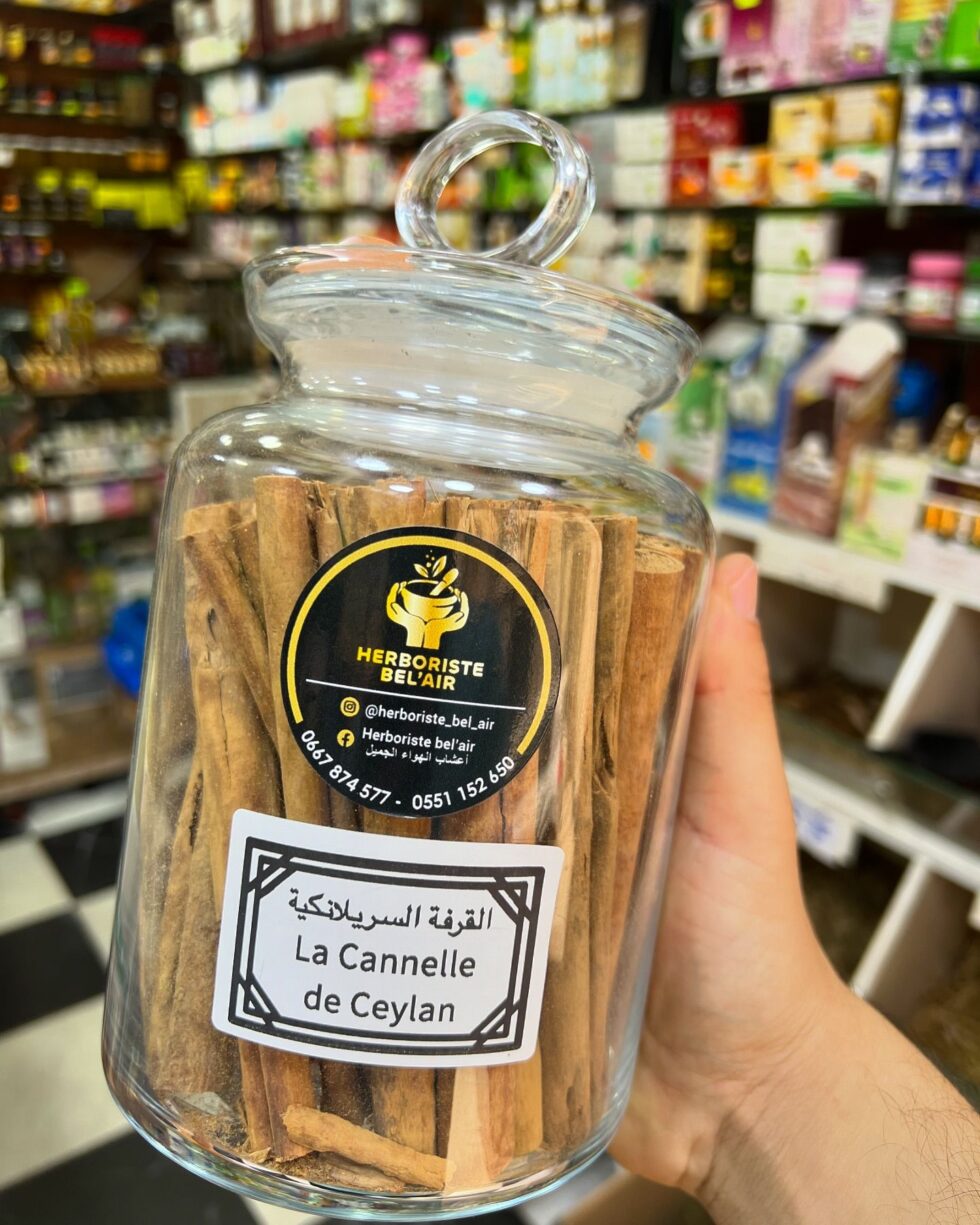 HERBORISTE
BEL'AIR
@herboriste_bel_air
Herboriste bel'air
أعشاب الهواء الجميل
0667 874 577 - 0551 152 650
القرفة السريلانكية
La Cannelle
de Ceylan